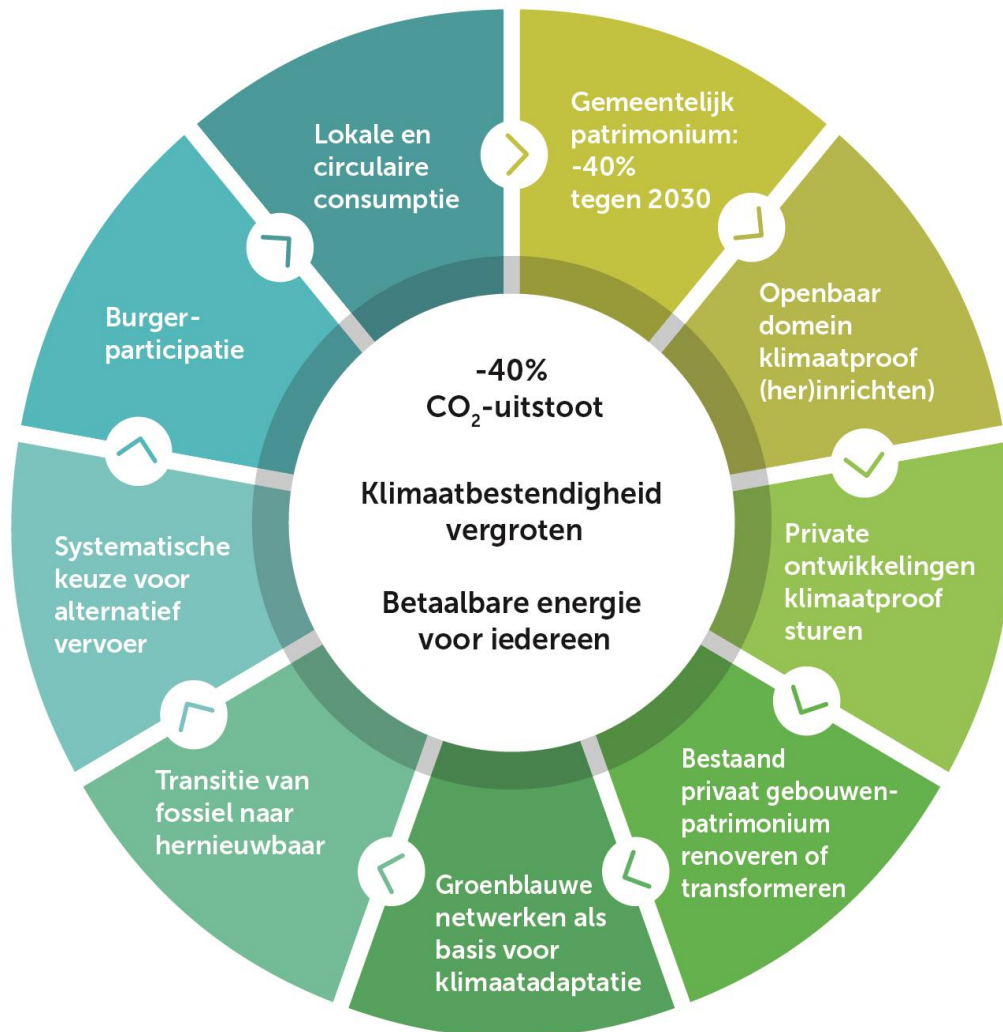 Gemeentelijk
patrimonium:
-40%
tegen 2030
Openbaar
domein
klimaatproof
(her)inrichten)
Private
ontwikkelingen
klimaatproof
sturen
Bestaand
privaat gebouwen-
patrimonium
renoveren of
transformeren
Groenblauwe
netwerken als
basis voor
klimaatadaptatie
Transitie van
fossiel naar
hernieuwbaar
Systematische
keuze voor
alternatief
vervoer
Burger-
participatie
Lokale en
circulaire
consumptie
-40%
CO₂-uitstoot
Klimaatbestendigheid
vergroten
Betaalbare energie
voor iedereen